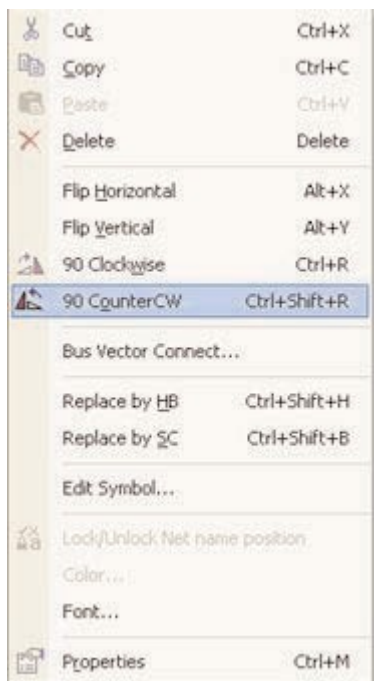 Cut Ctrl+X
Copy Ctrl+C
Paste Ctrl+V
Delete Delete
Flip Horizontal Alt+X
Flip Vertical Alt+Y
90 Clockwise Ctrl+R
90 CounterCW Ctrl+Shift+R
Bus Vector Connect...
Replace by HB Ctrl+Shift+H
Replace by SC Ctrl+Shift+B
Edit Symbol...
Lock/Unlock Net name position
Color...
Font...
Properties Ctrl+M